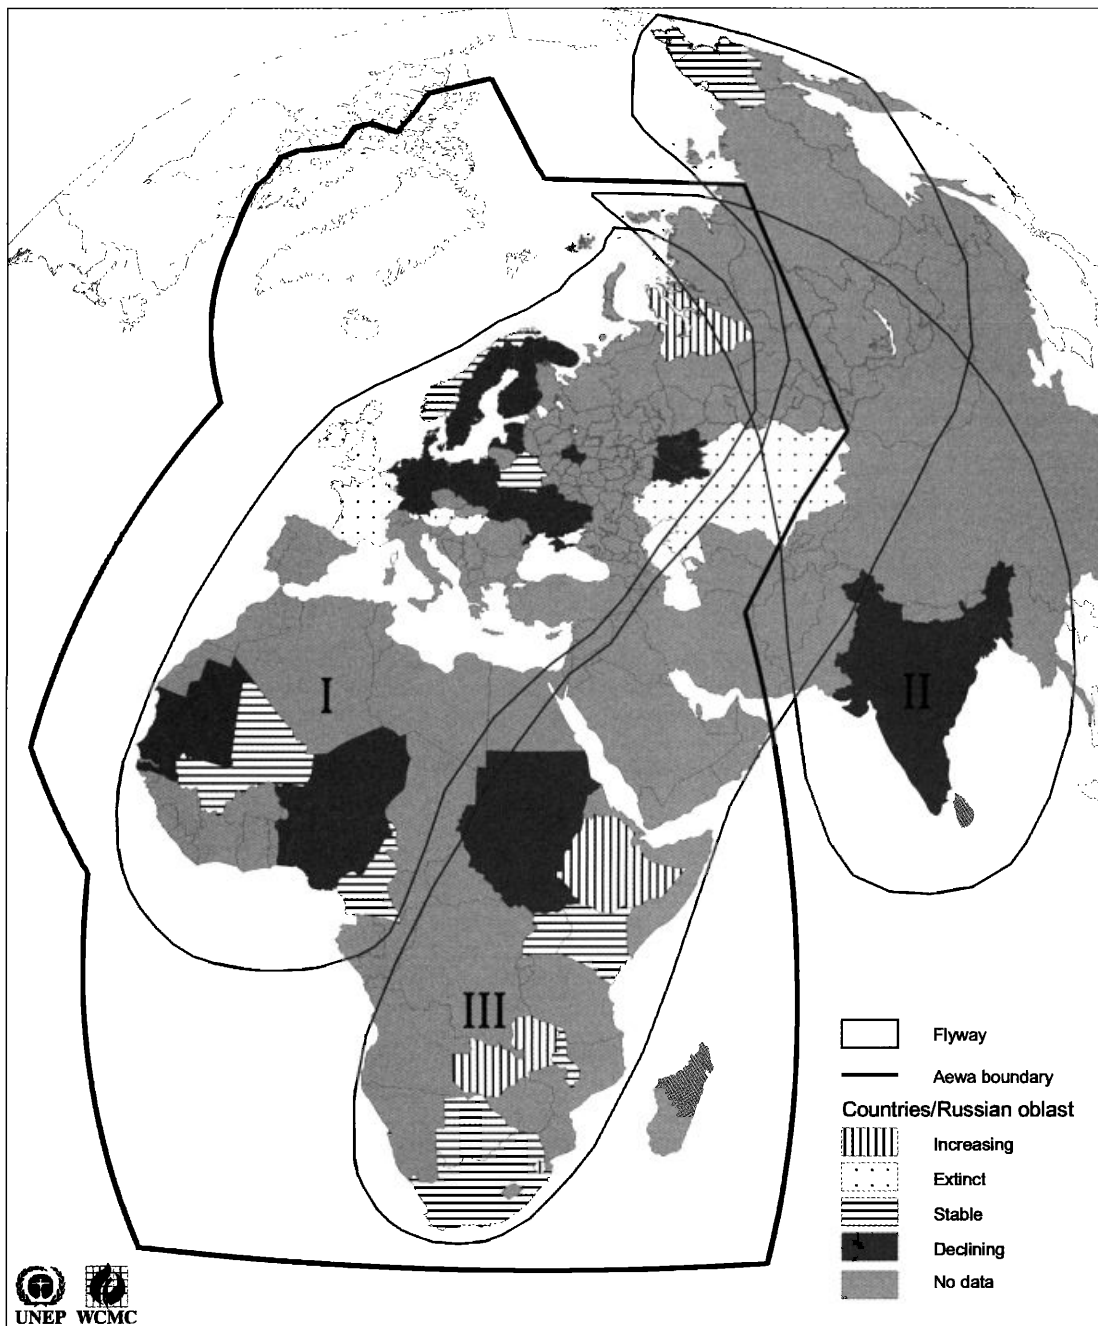 I
II
III
Flyway
Aewa boundary
Countries/Russian oblast
Increasing
Extinct
Stable
Declining
No data
UNEP WCMC